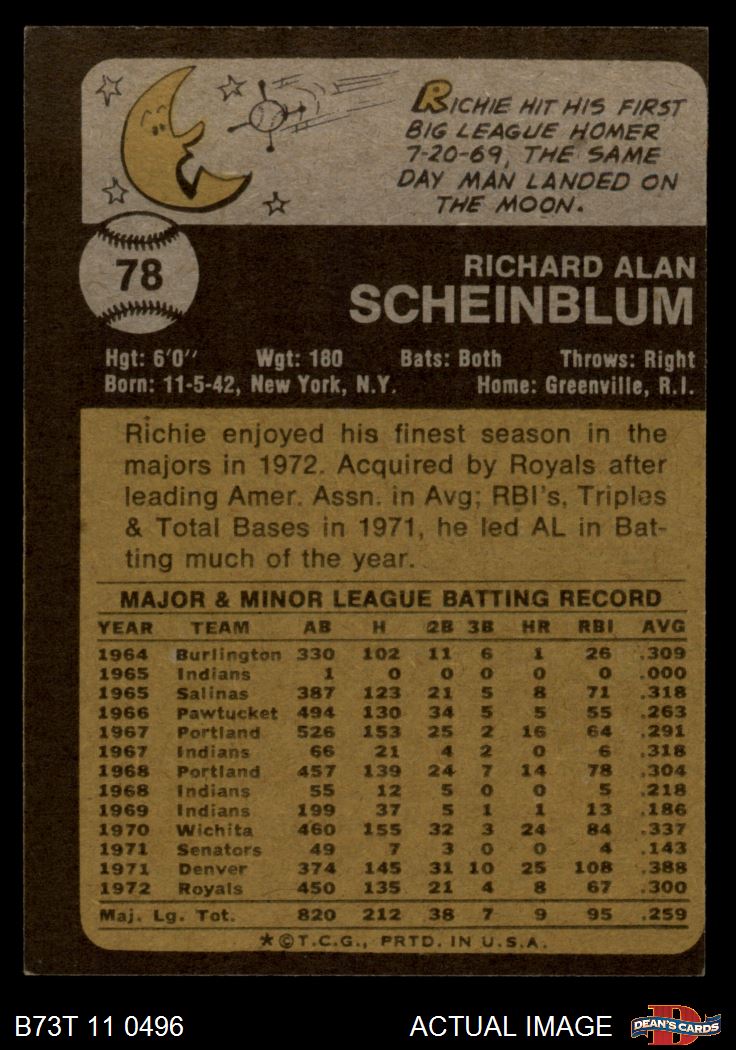 RICHIE HIT HIS FIRST
BIG LEAGUE HOMER
7-20-69, THE SAME
DAY MAN LANDED ON
THE MOON.
78
RICHARD ALAN
SCHEINBLUM
Hgt: 6'0" Wgt: 180 Bats: Both Throws: Right
Born: 11-5-42, New York, N.Y. Home: Greenville, R.I.
Richie enjoyed his finest season in the
majors in 1972. Acquired by Royals after
leading Amer. Assn. in Avg; RBI's, Triples
& Total Bases in 1971, he led AL in Bat-
ting much of the year.
MAJOR & MINOR LEAGUE BATTING RECORD
YEAR TEAM AB H 2B 3B HR RBI AVG
1964 Burlington 330 102 11 6 1 26 .309
1965 Indians 1 0 0 0 0 0 .000
1965 Salinas 387 123 21 5 8 71 .318
1966 Pawtucket 494 130 34 5 5 55 .263
1967 Portland 526 153 25 2 16 64 .291
1967 Indians 66 21 4 2 0 6 .318
1968 Portland 457 139 24 7 14 78 .304
1968 Indians 55 12 5 0 0 5 .218
1969 Indians 199 37 5 1 1 13 .186
1970 Wichita 460 155 32 3 24 84 .337
1971 Senators 49 7 3 0 0 4 .143
1971 Denver 374 145 31 10 25 108 .388
1972 Royals 450 135 21 4 8 67 .300
Maj. Lg. Tot. 820 212 38 7 9 95 .259
★©T.C.G., PRTD. IN U.S.A.
B73T 11 0496 ACTUAL IMAGE DEAN'S CARDS